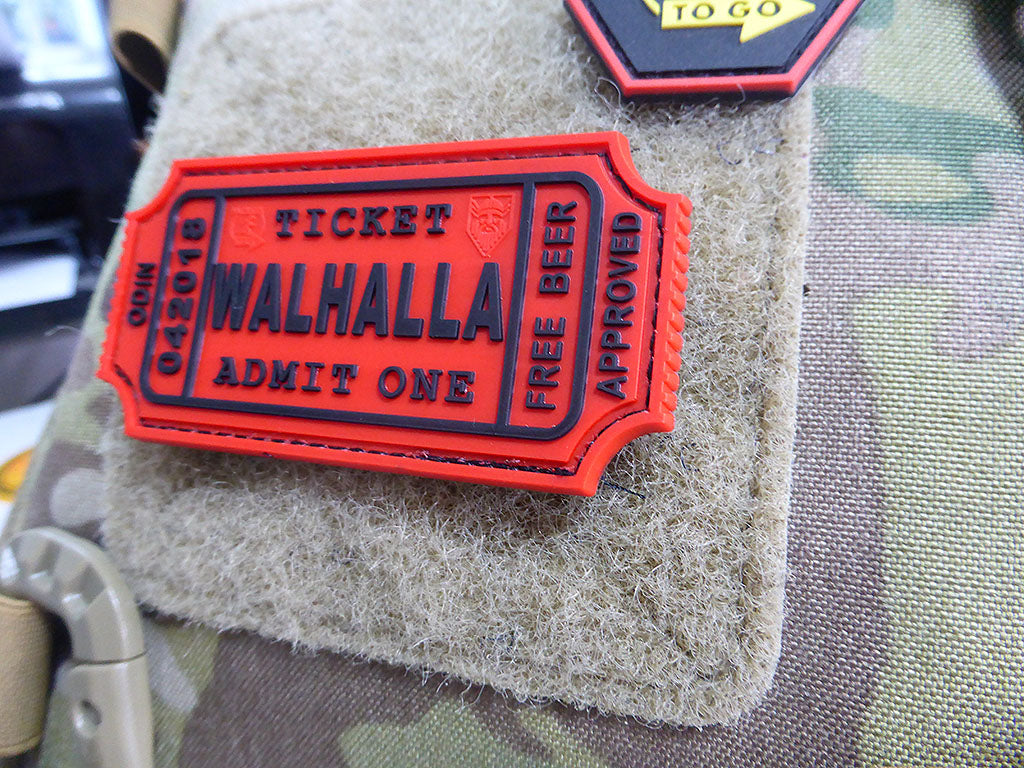 TO GO
ODIN
042018
TICKET
WALHALLA
ADMIT ONE
FREE BEER
APPROVED